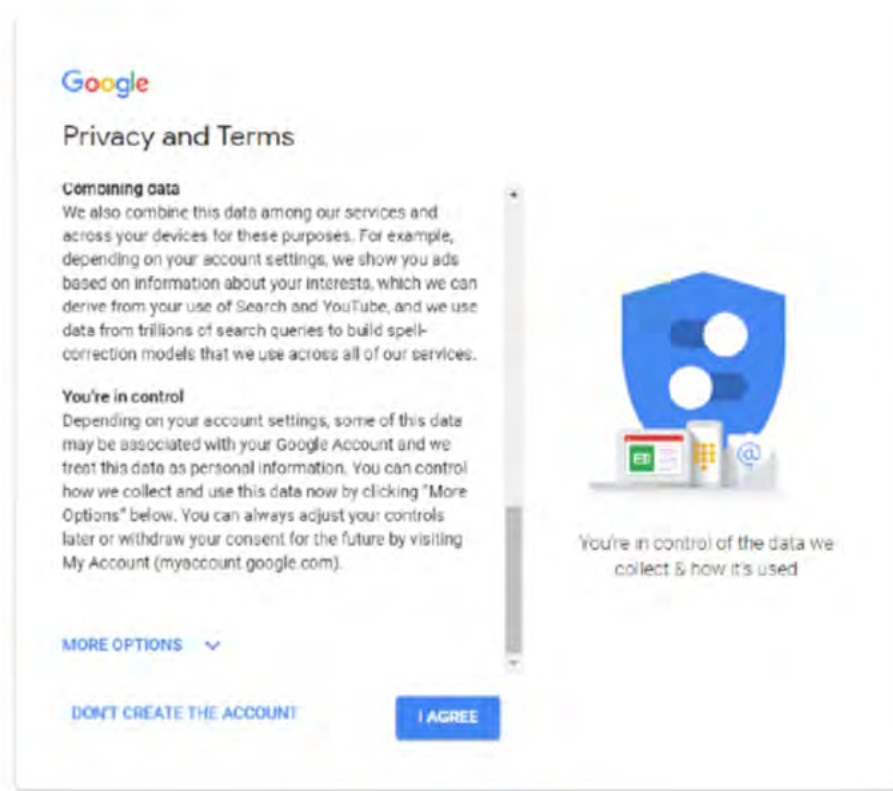 Google
Privacy and Terms
Combining data
We also combine this data among our services and
across your devices for these purposes. For example,
depending on your account settings, we show you ads
based on information about your interests, which we can
derive from your use of Search and YouTube, and we use
data from trillions of search queries to build spell-
correction models that we use across all of our services.
You're in control
Depending on your account settings, some of this data
may be associated with your Google Account and we
treat this data as personal information. You can control
how we collect and use this data now by clicking "More
Options" below. You can always adjust your controls
later or withdraw your consent for the future by visiting
My Account (myaccount.google.com).
MORE OPTIONS
DON'T CREATE THE ACCOUNT
I AGREE
@
You're in control of the data we
collect & how it's used